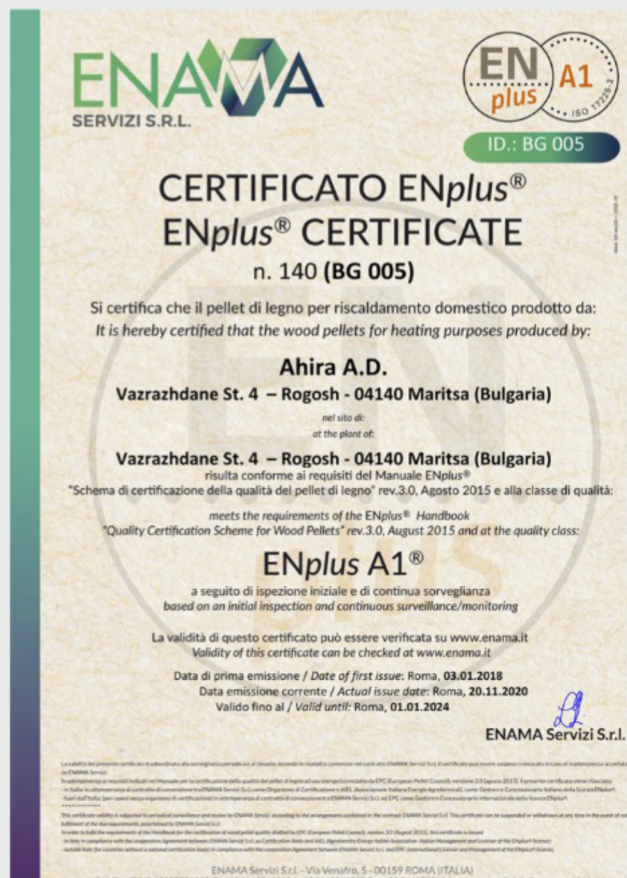 ENAMA
SERVIZI S.R.L.
EN
plus
A1
ISO 17225-2
ID.: BG 005
CERTIFICATO ENplus®
ENplus® CERTIFICATE
n. 140 (BG 005)
Si certifica che il pellet di legno per riscaldamento domestico prodotto da:
It is hereby certified that the wood pellets for heating purposes produced by:
Ahira A.D.
Vazrazhdane St. 4 – Rogosh - 04140 Maritsa (Bulgaria)
nel sito di:
at the plant of:
Vazrazhdane St. 4 – Rogosh - 04140 Maritsa (Bulgaria)
risulta conforme ai requisiti del Manuale ENplus®
"Schema di certificazione della qualità del pellet di legno" rev.3.0, Agosto 2015 e alla classe di qualità:
meets the requirements of the ENplus® Handbook
"Quality Certification Scheme for Wood Pellets" rev.3.0, August 2015 and at the quality class:
ENplus A1®
a seguito di ispezione iniziale e di continua sorveglianza
based on an initial inspection and continuous surveillance/monitoring
La validità di questo certificato può essere verificata su www.enama.it
Validity of this certificate can be checked at www.enama.it
Data di prima emissione / Date of first issue: Roma, 03.01.2018
Data emissione corrente / Actual issue date: Roma, 20.11.2020
Valido fino al / Valid until: Roma, 01.01.2024
ENAMA Servizi S.r.l.
ENAMA Servizi S.r.l. - Via Venafro, 5 - 00159 ROMA (ITALIA)